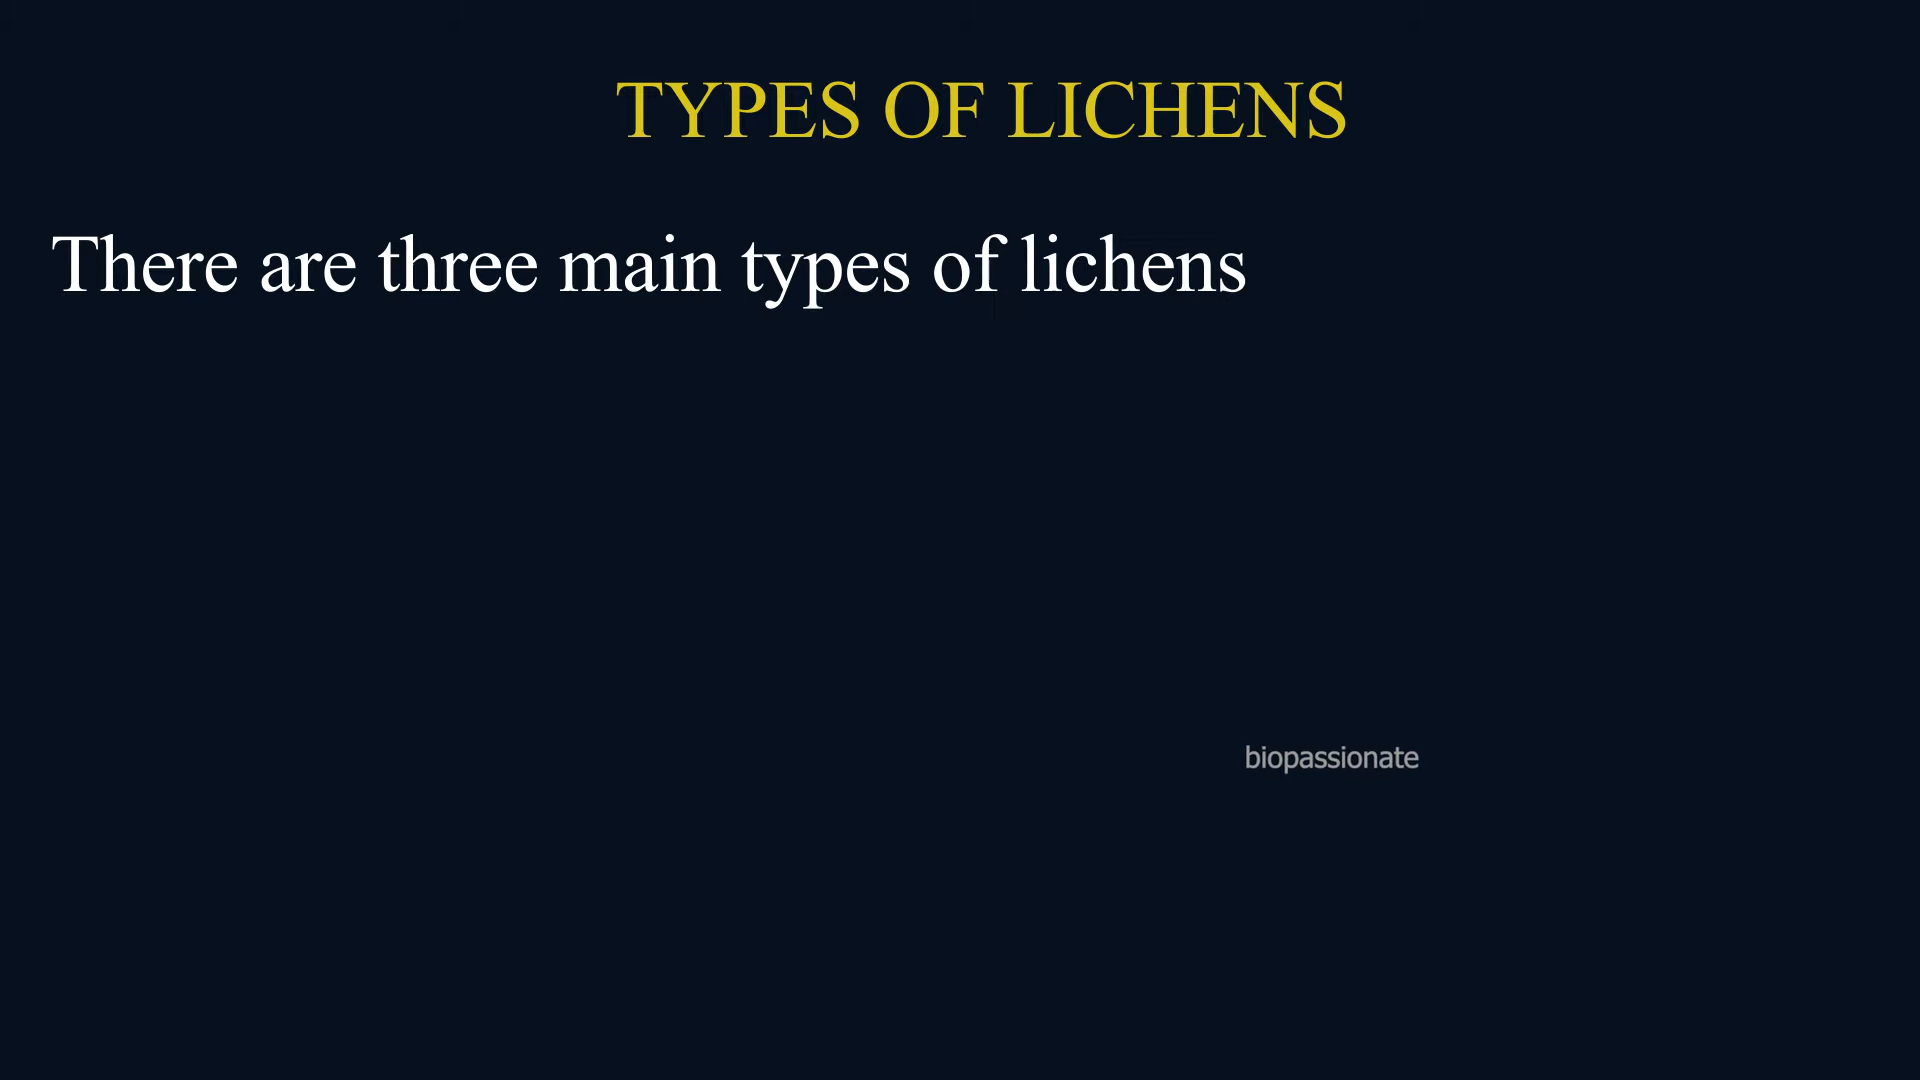 TYPES OF LICHENS
There are three main types of lichens
biopassionate